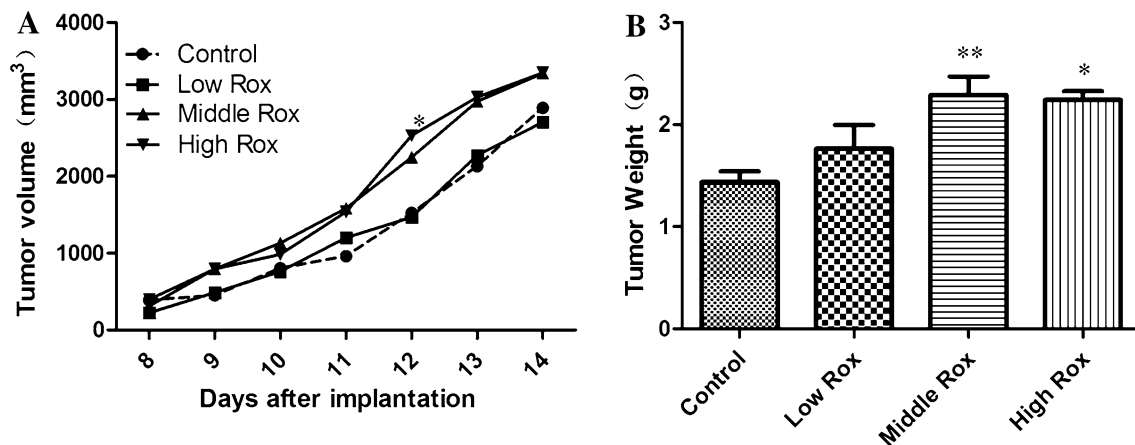 A
Tumor volume（mm³）
4000
3000
2000
1000
0
Control
Low Rox
Middle Rox
High Rox
*
8 9 10 11 12 13 14
Days after implantation
B
Tumor Weight（g）
3
2
1
0
**
*
Control
Low Rox
Middle Rox
High Rox